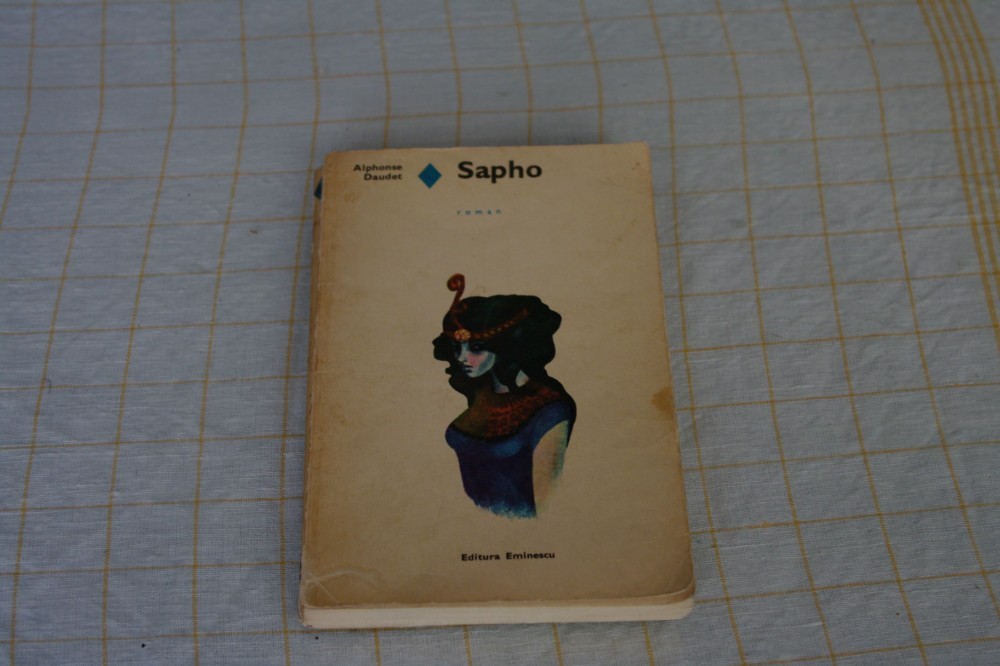 Alphonse
Daudet
Sapho
roman
Editura Eminescu